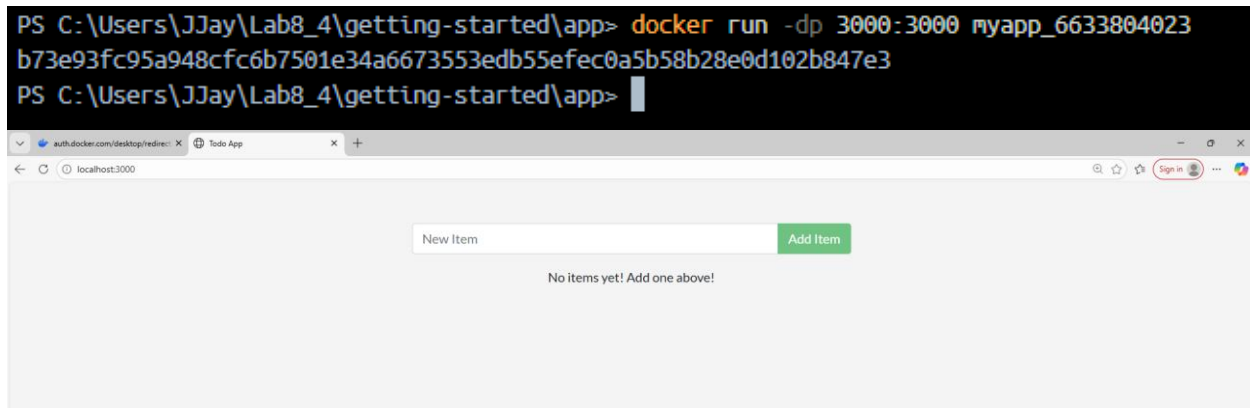 PS C:\Users\JJay\Lab8_4\getting-started\app> docker run -dp 3000:3000 myapp_6633804023
b73e93fc95a948cfc6b7501e34a6673553edb55efec0a5b58b28e0d102b847e3
PS C:\Users\JJay\Lab8_4\getting-started\app>
auth.docker.com/desktop/redirec Todo App
localhost:3000 Sign in
New Item Add Item
No items yet! Add one above!